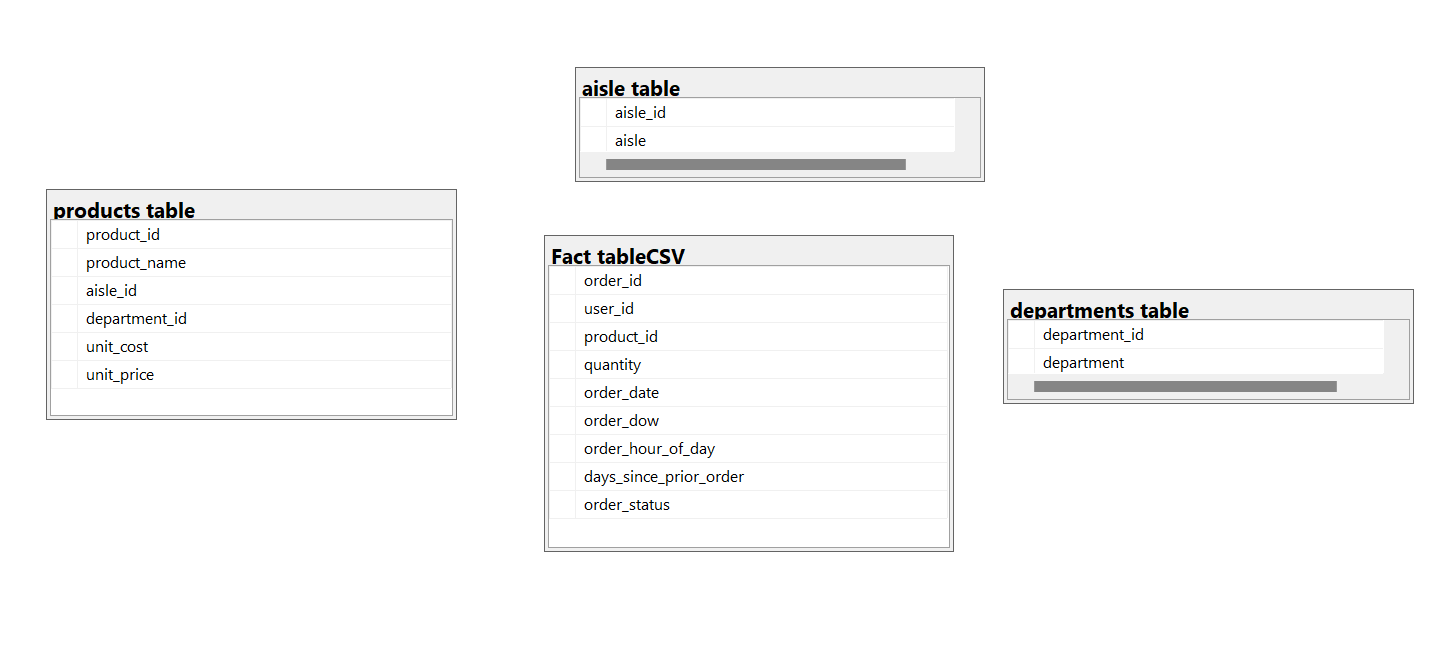 aisle table
aisle_id
aisle
products table
product_id
product_name
aisle_id
department_id
unit_cost
unit_price
Fact tableCSV
order_id
user_id
product_id
quantity
order_date
order_dow
order_hour_of_day
days_since_prior_order
order_status
departments table
department_id
department